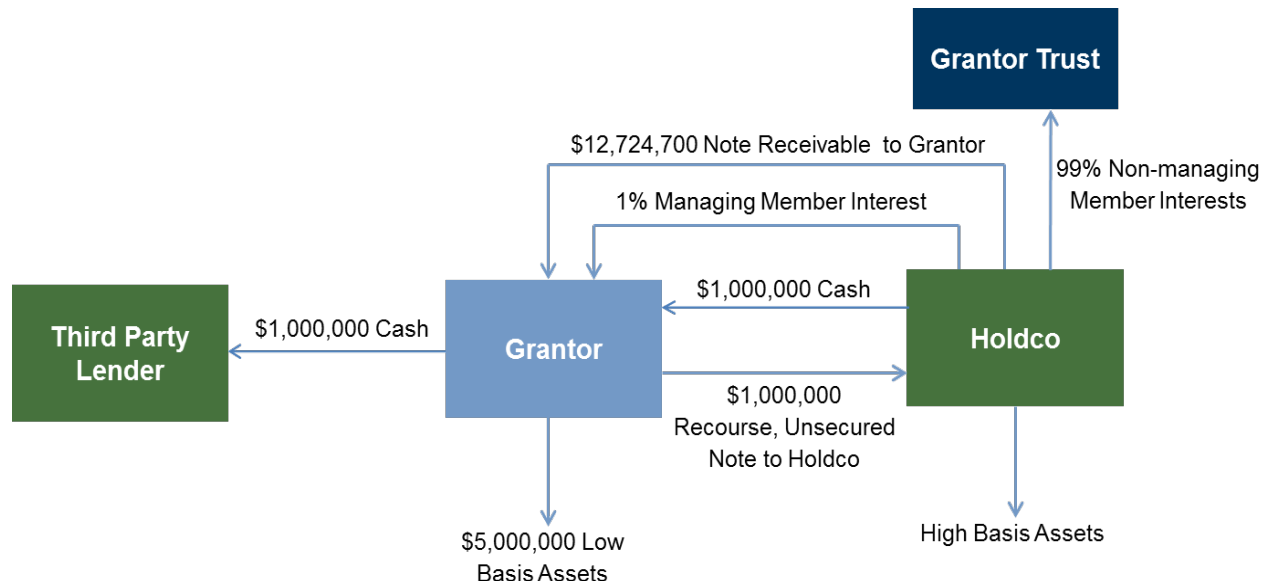 Grantor Trust
$12,724,700 Note Receivable to Grantor
99% Non-managing
Member Interests
1% Managing Member Interest
$1,000,000 Cash
$1,000,000 Cash
Third Party
Lender
Grantor
Holdco
$1,000,000
Recourse, Unsecured
Note to Holdco
$5,000,000 Low
Basis Assets
High Basis Assets